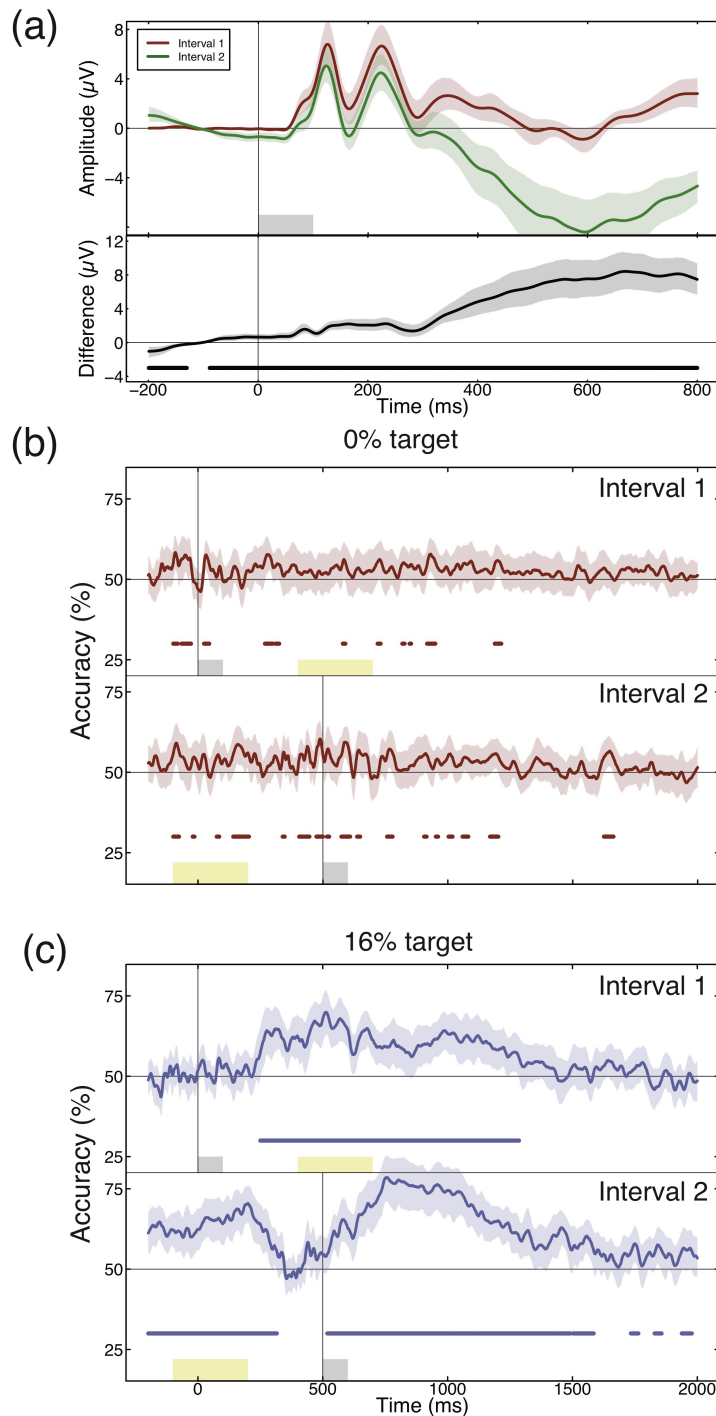 (a)
8
4
0
−4
Amplitude (µV)
Interval 1
Interval 2
12
8
4
0
−4
Difference (µV)
−200
0
200
400
600
800
Time (ms)
(b)
0% target
Interval 1
75
50
25
Interval 2
75
50
25
Accuracy (%)
(c)
16% target
Interval 1
75
50
25
Interval 2
75
50
25
Accuracy (%)
0
500
1000
1500
2000
Time (ms)